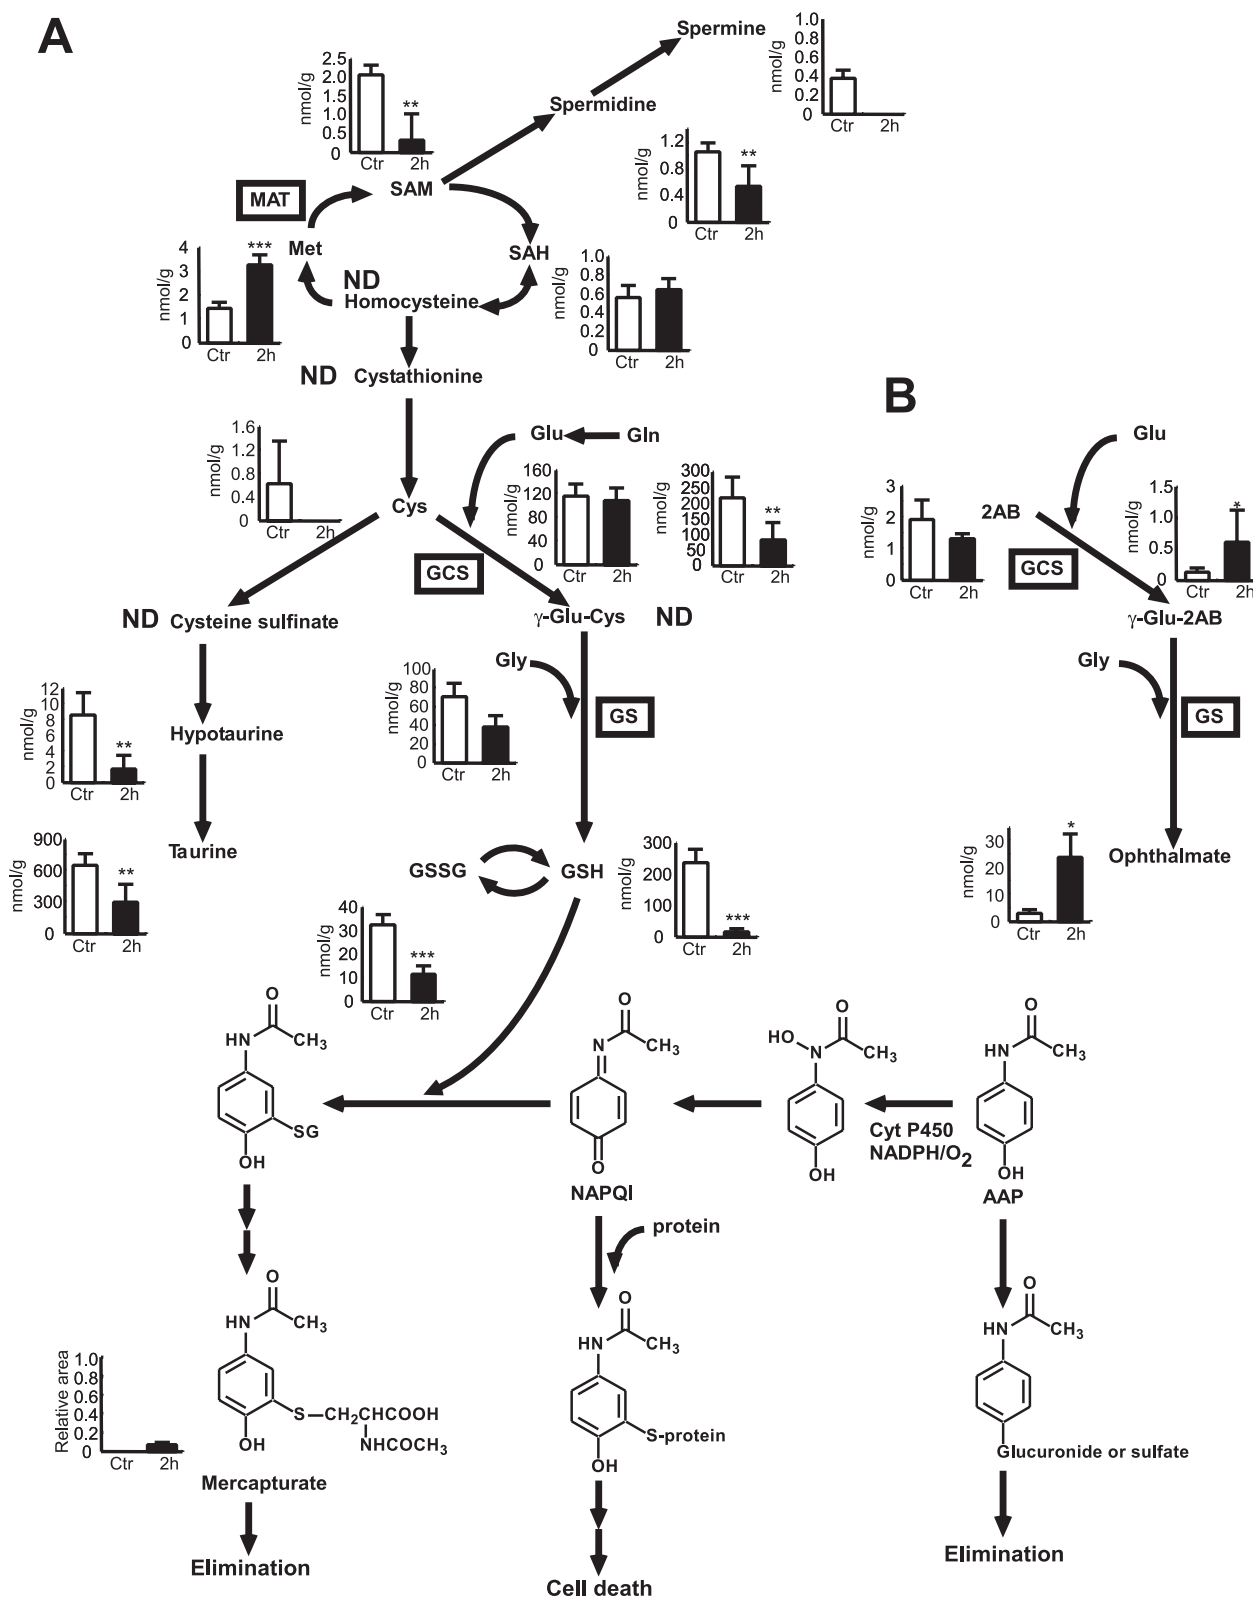 A
Spermine
nmol/g
1.0
0.8
0.6
0.4
0.2
0
Ctr 2h
nmol/g
2.5
2.0
1.5
1.0
0.5
0
**
Ctr 2h
Spermidine
nmol/g
1.2
0.8
0.4
0
**
Ctr 2h
MAT
SAM
Met
SAH
ND
Homocysteine
nmol/g
4
3
2
1
0
***
Ctr 2h
nmol/g
1.0
0.8
0.6
0.4
0.2
0
Ctr 2h
ND Cystathionine
B
nmol/g
1.6
1.2
0.8
0.4
0
Ctr 2h
Glu Gln
Cys
nmol/g
160
120
80
40
0
Ctr 2h
nmol/g
300
250
200
150
100
50
0
**
Ctr 2h
GCS
Glu
2AB
nmol/g
3
2
1
0
Ctr 2h
nmol/g
1.5
1.0
0.5
0
*
Ctr 2h
GCS
ND Cysteine sulfinate
γ-Glu-Cys ND
γ-Glu-2AB
Gly
GS
nmol/g
100
80
60
40
20
0
Ctr 2h
Gly
GS
nmol/g
12
10
8
6
4
2
0
**
Ctr 2h
Hypotaurine
nmol/g
900
600
300
0
**
Ctr 2h
Taurine
GSSG GSH
nmol/g
300
200
100
0
***
Ctr 2h
nmol/g
40
30
20
10
0
***
Ctr 2h
nmol/g
30
20
10
0
*
Ctr 2h
Ophthalmate
O
HN CH3
SG
OH
O
N CH3
O
NAPQI
O
HO N CH3
OH
Cyt P450
NADPH/O2
O
HN CH3
OH
AAP
protein
O
HN CH3
S—CH2CHCOOH
NHCOCH3
OH
Relative area
1.0
0.8
0.6
0.4
0.2
0
Ctr 2h
Mercapturate
Elimination
O
HN CH3
S-protein
OH
Cell death
O
HN CH3
Glucuronide or sulfate
Elimination